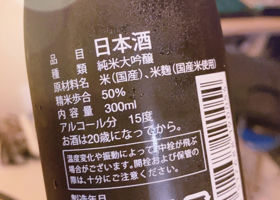 品目 日本酒
種類 純米大吟醸
原材料名 米(国産)、米麹(国産米使用)
精米歩合 50%
内容量 300ml
アルコール分 15度
お酒は20歳になってから。
温度変化や振動によって中栓が飛ぶ
場合がございます。開栓および保管の
際は、十分にご注意ください。
製造年月